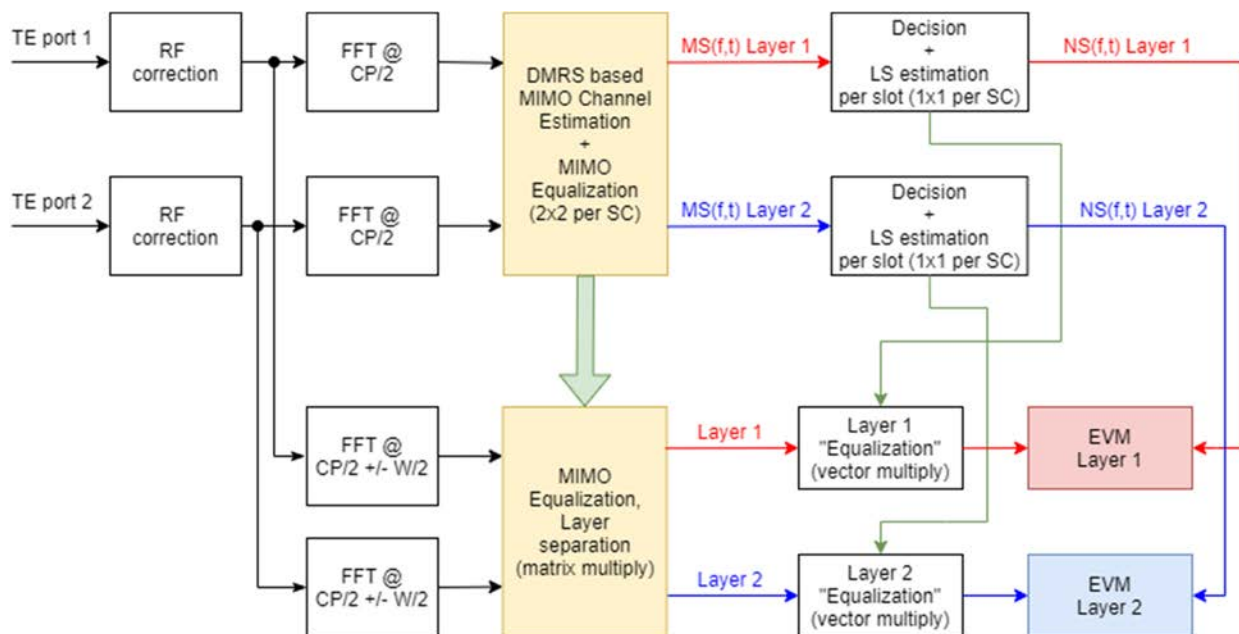 TE port 1
RF
correction
FFT @
CP/2
DMRS based
MIMO Channel
Estimation
+
MIMO
Equalization
(2x2 per SC)
MS(f,t) Layer 1
Decision
+
LS estimation
per slot (1x1 per SC)
NS(f,t) Layer 1
TE port 2
RF
correction
FFT @
CP/2
MS(f,t) Layer 2
Decision
+
LS estimation
per slot (1x1 per SC)
NS(f,t) Layer 2
FFT @
CP/2 +/- W/2
MIMO
Equalization,
Layer
separation
(matrix multiply)
Layer 1
Layer 1
"Equalization"
(vector multiply)
EVM
Layer 1
FFT @
CP/2 +/- W/2
Layer 2
Layer 2
"Equalization"
(vector multiply)
EVM
Layer 2